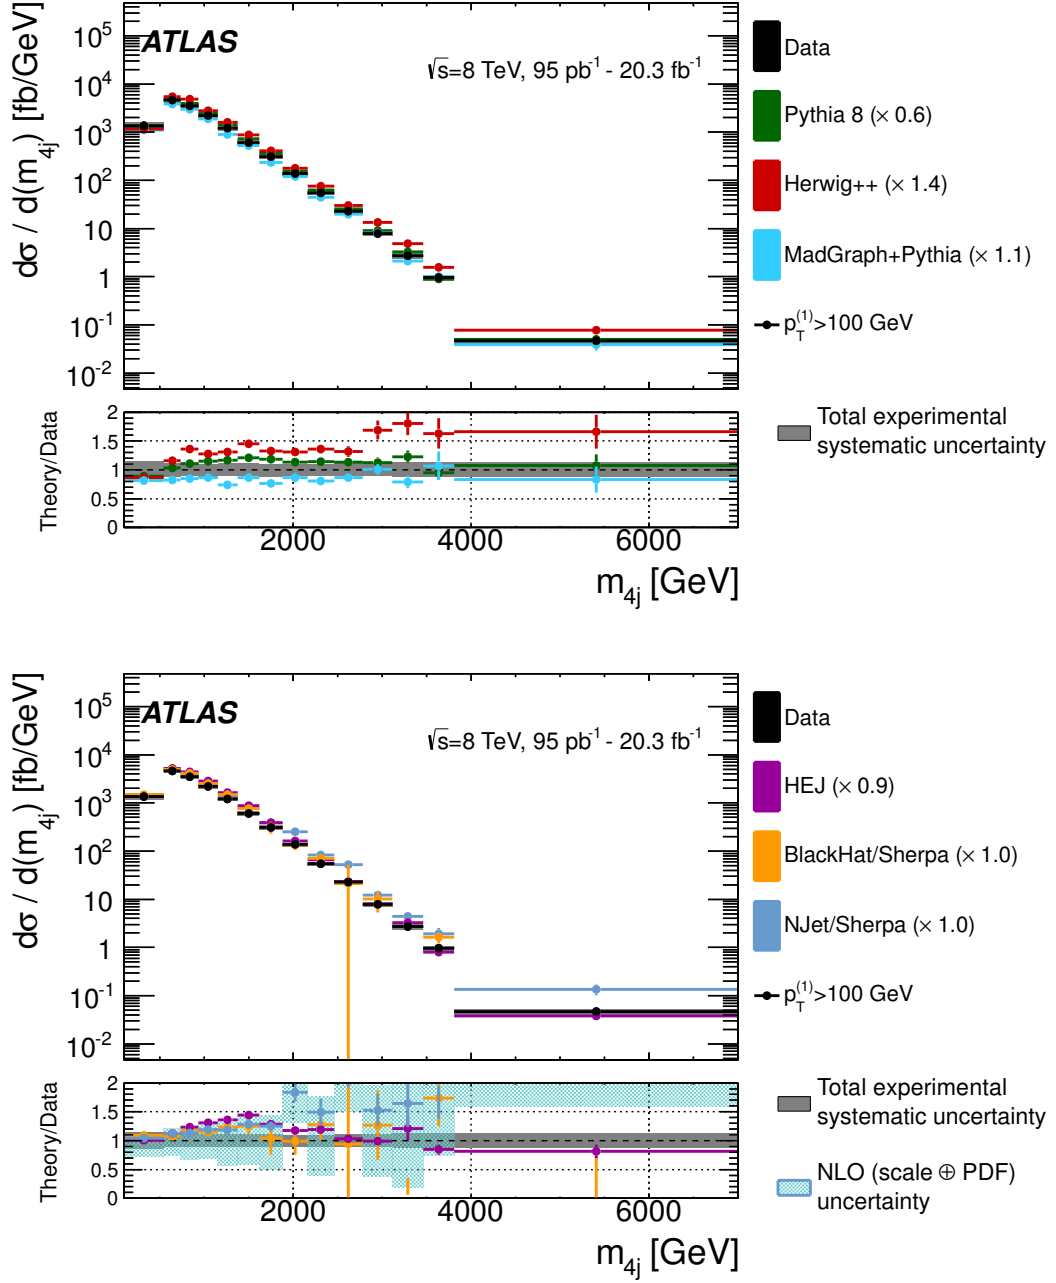 ATLAS
√s=8 TeV, 95 pb⁻¹ - 20.3 fb⁻¹
dσ / d(m₄ⱼ) [fb/GeV]
10⁵
10⁴
10³
10²
10
1
10⁻¹
10⁻²
Data
Pythia 8 (× 0.6)
Herwig++ (× 1.4)
MadGraph+Pythia (× 1.1)
p_T^(1)>100 GeV
Theory/Data
2
1.5
1
0.5
0
2000 4000 6000
m₄ⱼ [GeV]
Total experimental
systematic uncertainty
ATLAS
√s=8 TeV, 95 pb⁻¹ - 20.3 fb⁻¹
dσ / d(m₄ⱼ) [fb/GeV]
10⁵
10⁴
10³
10²
10
1
10⁻¹
10⁻²
Data
HEJ (× 0.9)
BlackHat/Sherpa (× 1.0)
NJet/Sherpa (× 1.0)
p_T^(1)>100 GeV
Theory/Data
2
1.5
1
0.5
0
2000 4000 6000
m₄ⱼ [GeV]
Total experimental
systematic uncertainty
NLO (scale ⊕ PDF)
uncertainty